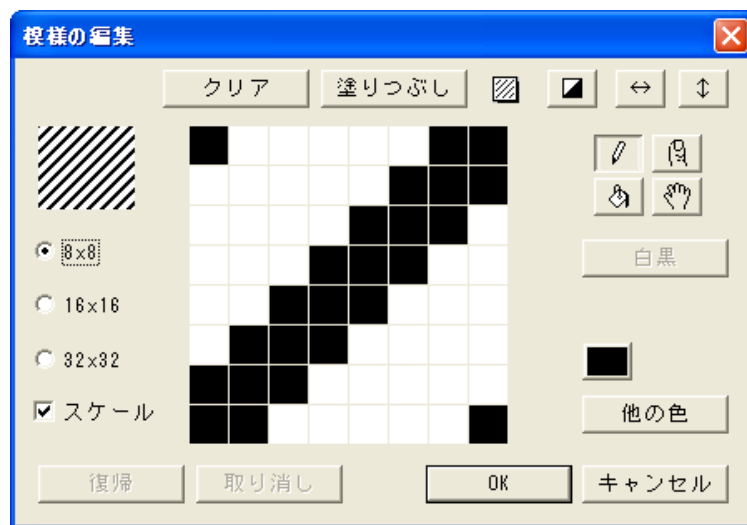 模様の編集
クリア 塗りつぶし
8x8
16x16
32x32
スケール
白黒
他の色
復帰 取り消し OK キャンセル